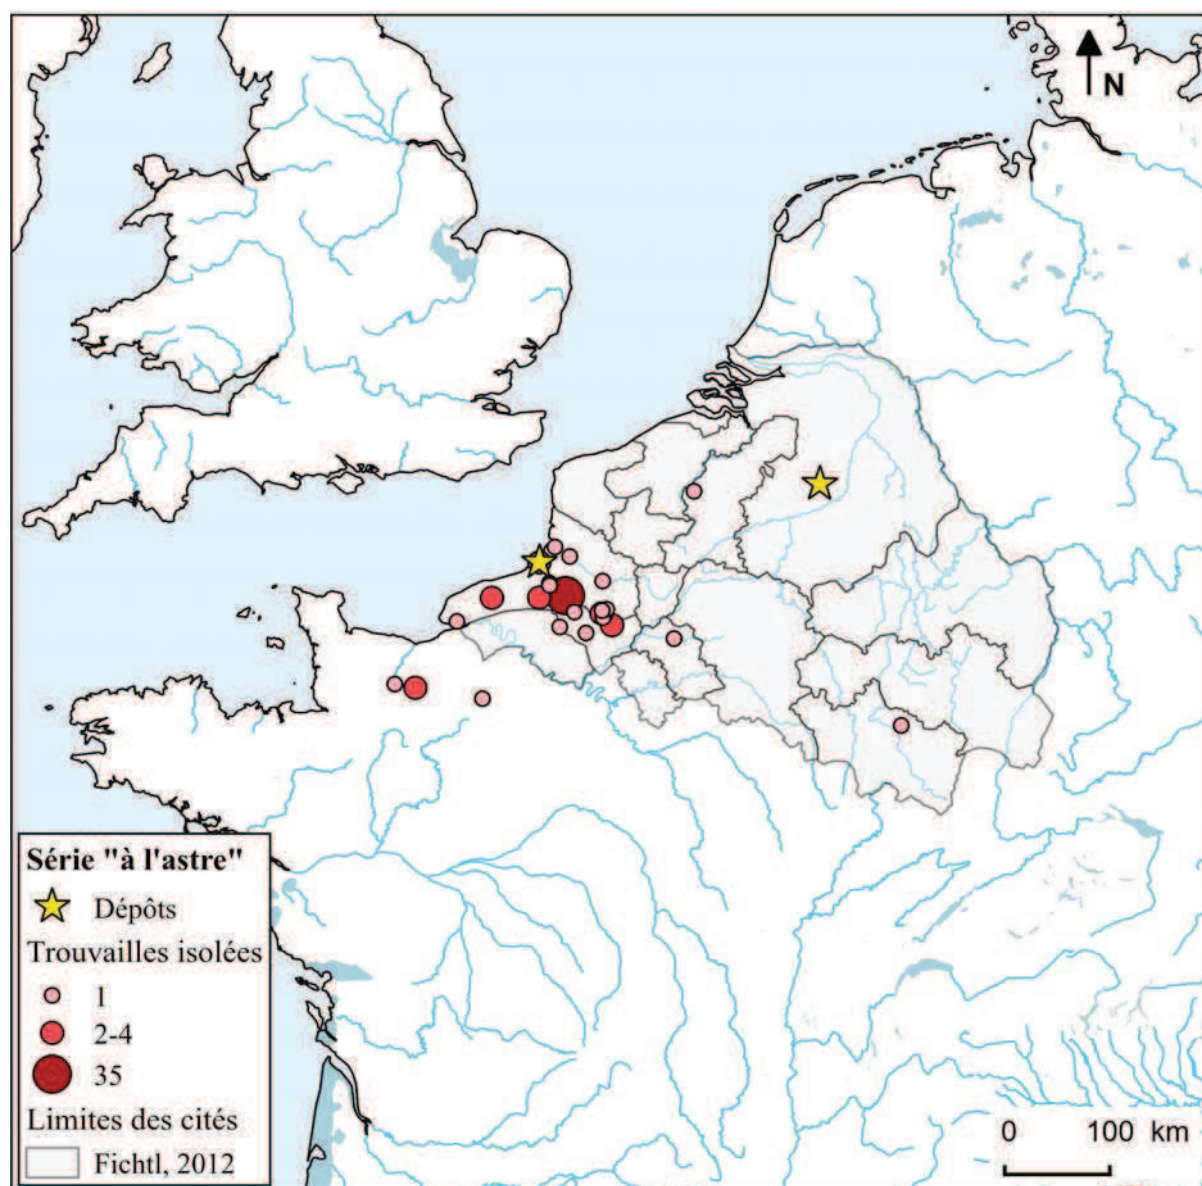 N
Série "à l'astre"
Dépôts
Trouvailles isolées
1
2-4
35
Limites des cités
Fichtl, 2012
0 100 km